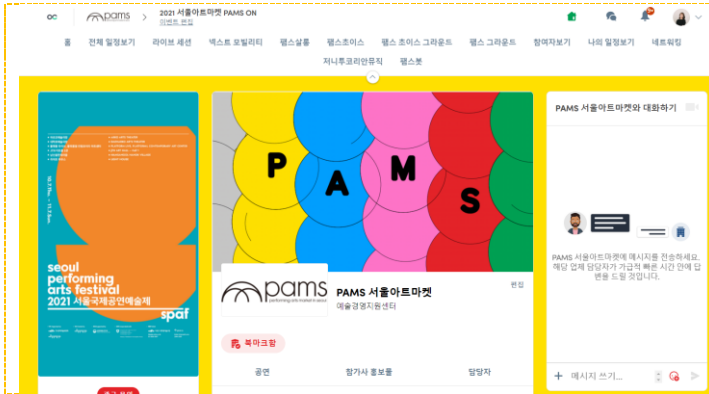 pams
2021 서울아트마켓 PAMS ON
이벤트 편집
홈
전체 일정보기
라이브 세션
넥스트 모빌리티
팸스살롱
팸스초이스
팸스 초이스 그라운드
팸스 그라운드
참여자보기
나의 일정보기
네트워킹
저니투코리안뮤직
팸스봇
seoul
performing
arts festival
2021 서울국제공연예술제
spaf
PAMS
pams
performing arts market in seoul
PAMS 서울아트마켓
예술경영지원센터
편집
북마크함
공연
참가사 홍보물
담당자
PAMS 서울아트마켓와 대화하기
PAMS 서울아트마켓에 메시지를 전송하세요.
해당 업체 담당자가 가급적 빠른 시간 안에 답
변을 드릴 것입니다.
메시지 쓰기...